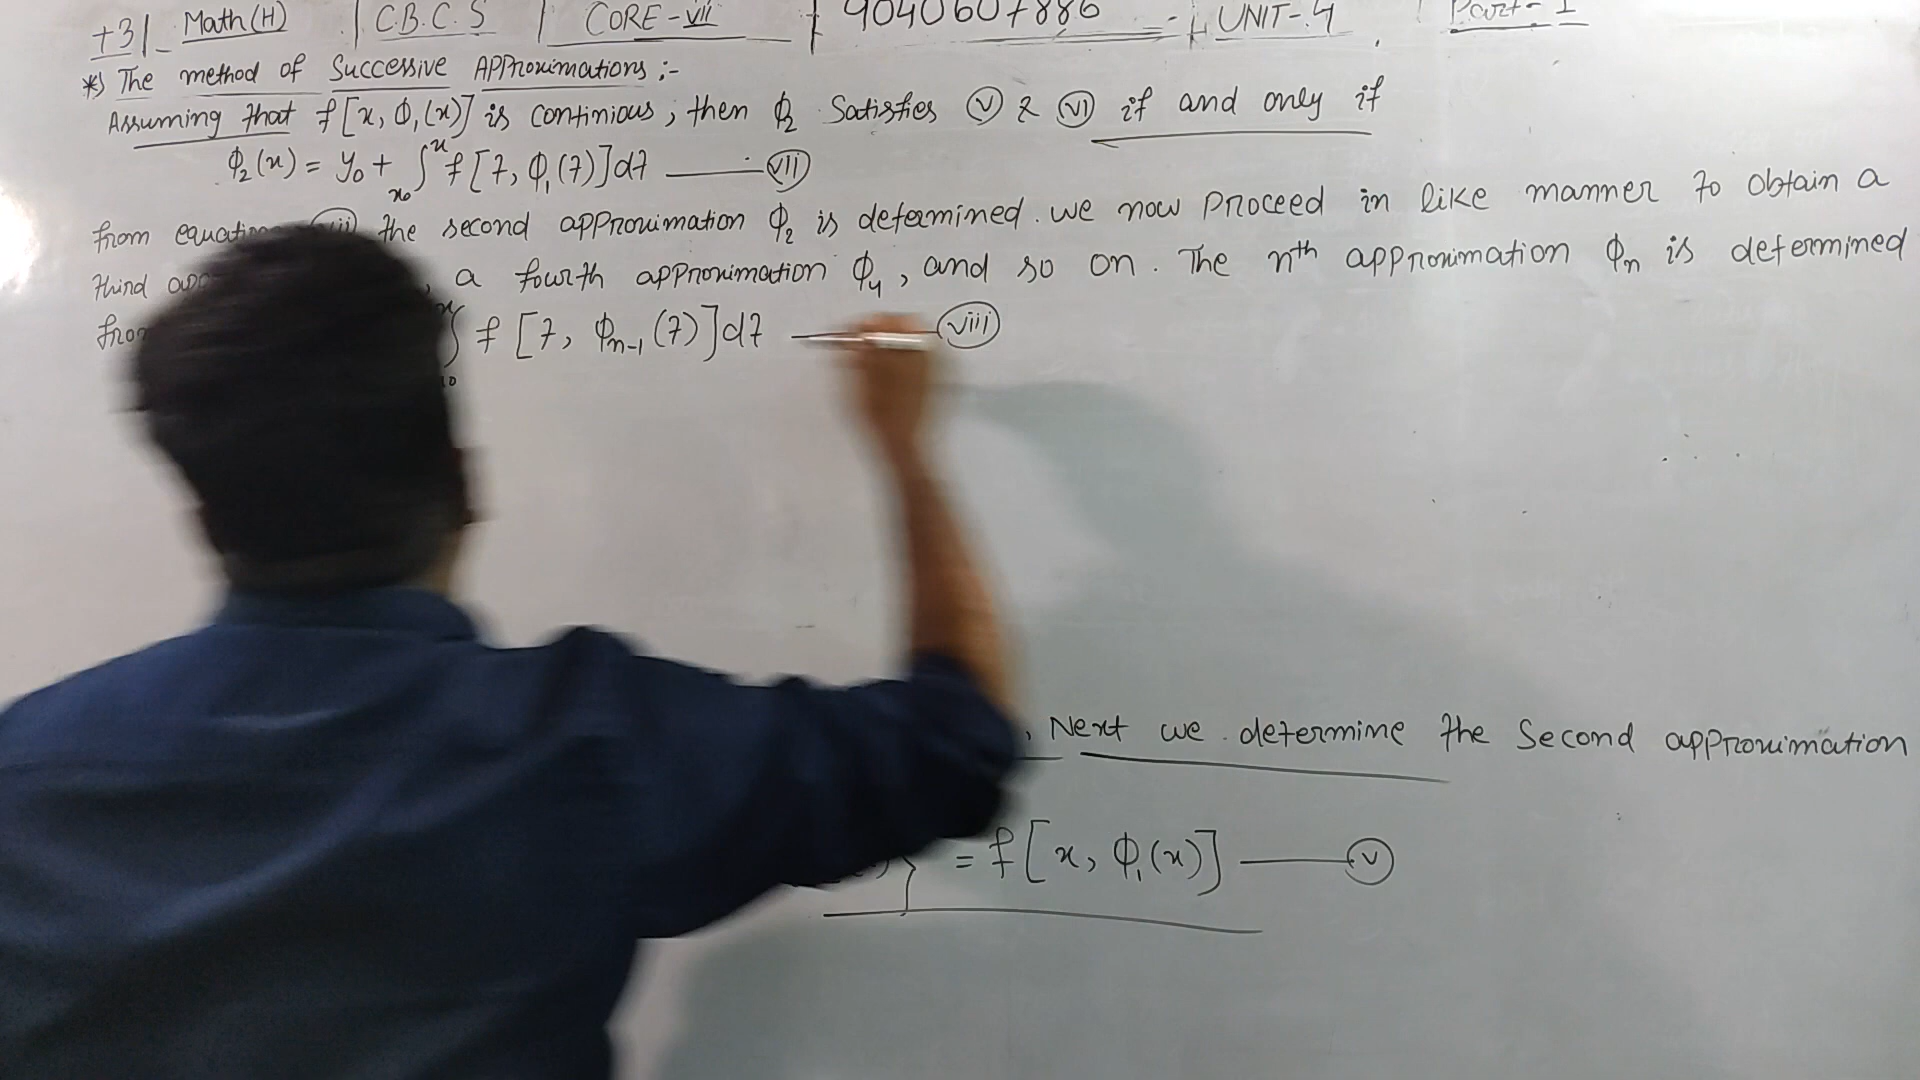 +3 | Math(H) | C.B.C.S | CORE-VII | 9040607886 UNIT-4 Part-I
*) The method of Successive Approximations :-
Assuming that f[x, ϕ₁(x)] is continious, then ϕ₂ Satisfies (V) & (VI) if and only if
ϕ₂(x) = y₀ + ∫ₓ₀ˣ f[t, ϕ₁(t)]dt — (VII)
from the second approximation ϕ₂ is determined. we now proceed in like manner to obtain a
third a fourth approximation ϕ₄, and so on. The nth approximation ϕₙ is determined
∫ f[t, ϕₙ₋₁(t)]dt — (viii)
Next we determine the Second approximation
= f[x, ϕ₁(x)] — (V)